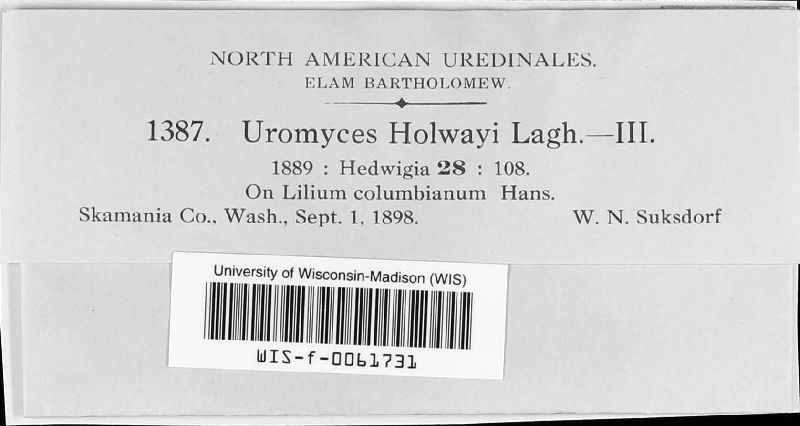 NORTH AMERICAN UREDINALES.
ELAM BARTHOLOMEW.
1387. Uromyces Holwayi Lagh.—III.
1889 : Hedwigia 28 : 108.
On Lilium columbianum Hans.
Skamania Co., Wash., Sept. 1, 1898. W. N. Suksdorf
University of Wisconsin-Madison (WIS)
WIS-f-0061731